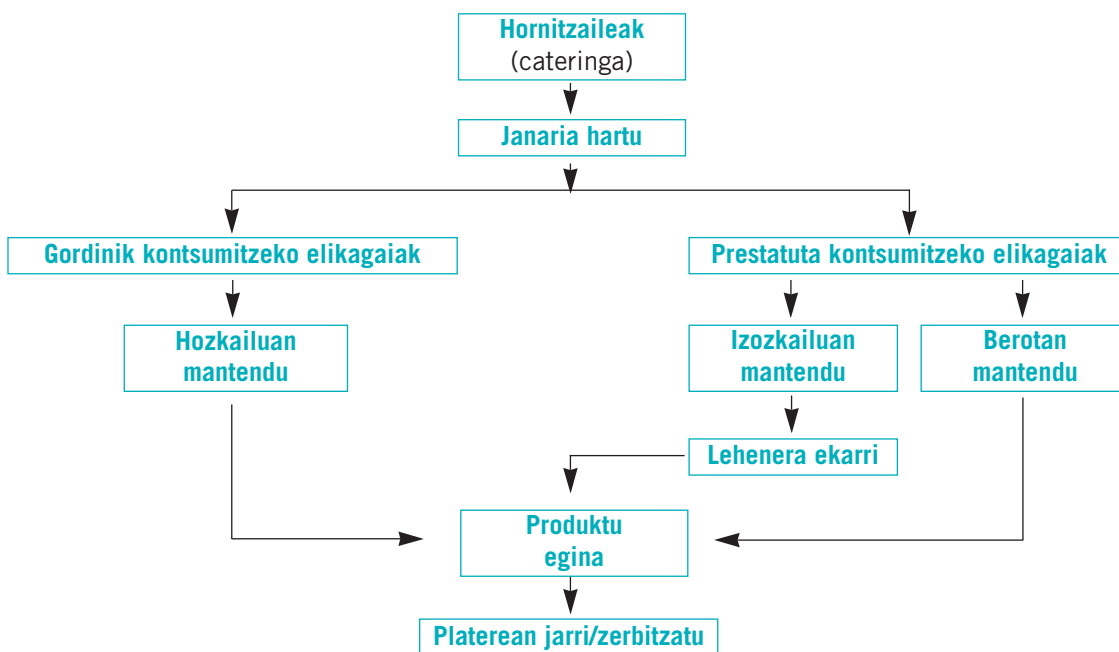 Hornitzaileak
(cateringa)
Janaria hartu
Gordinik kontsumitzeko elikagaiak
Prestatuta kontsumitzeko elikagaiak
Hozkailuan
mantendu
Izozkailuan
mantendu
Berotan
mantendu
Lehenera ekarri
Produktu
egina
Platerean jarri/zerbitzatu